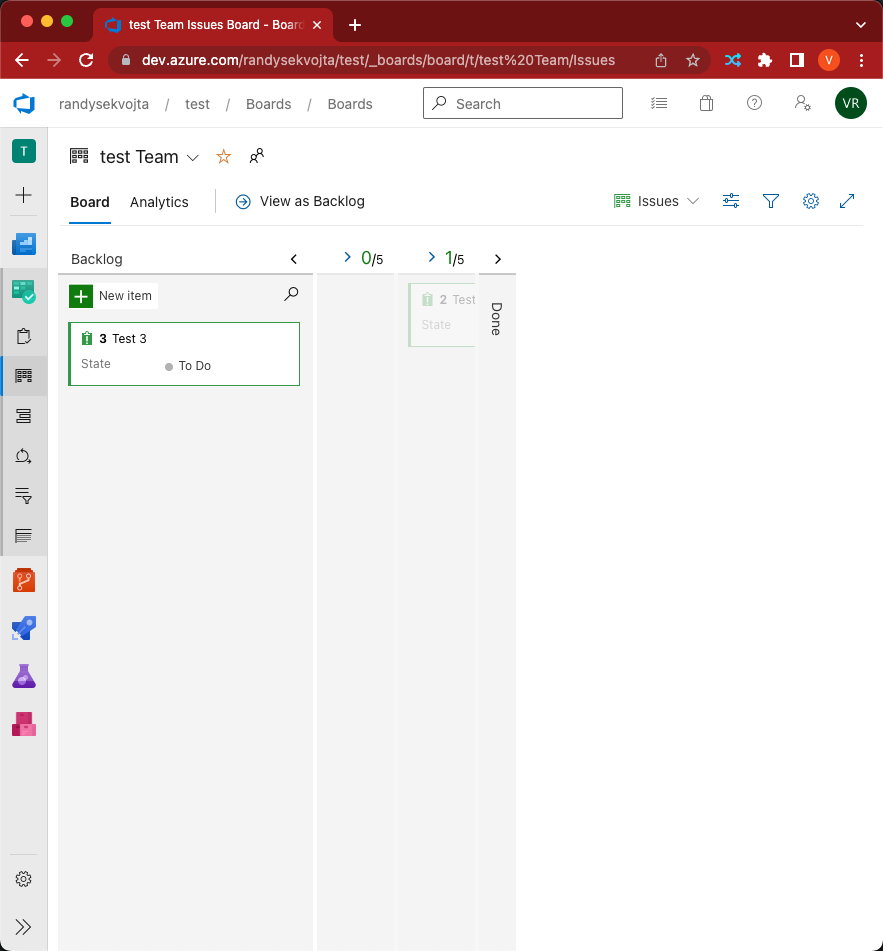 test Team Issues Board - Board
dev.azure.com/randysekvojta/test/_boards/board/t/test%20Team/Issues
V
randysekvojta / test / Boards / Boards
Search
VR
T
test Team
Board
Analytics
View as Backlog
Issues
Backlog
0/5
1/5
New item
3 Test 3
State
To Do
2 Test
State
Done